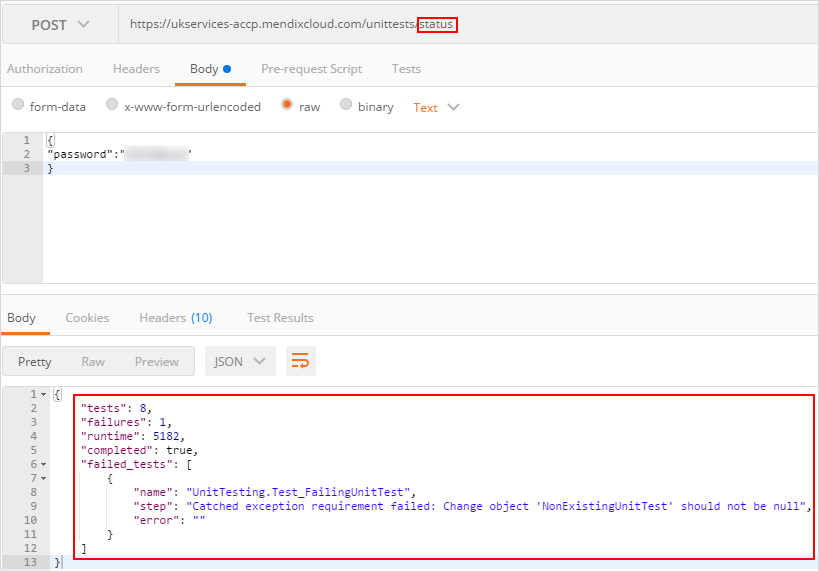 POST https://ukservices-accp.mendixcloud.com/unittests/status
Authorization Headers Body Pre-request Script Tests
form-data x-www-form-urlencoded raw binary Text
1 {
2 "password":" "
3 }
Body Cookies Headers (10) Test Results
Pretty Raw Preview JSON
1 {
2 "tests": 8,
3 "failures": 1,
4 "runtime": 5182,
5 "completed": true,
6 "failed_tests": [
7 {
8 "name": "UnitTesting.Test_FailingUnitTest",
9 "step": "Catched exception requirement failed: Change object 'NonExistingUnitTest' should not be null",
10 "error": ""
11 }
12 ]
13 }